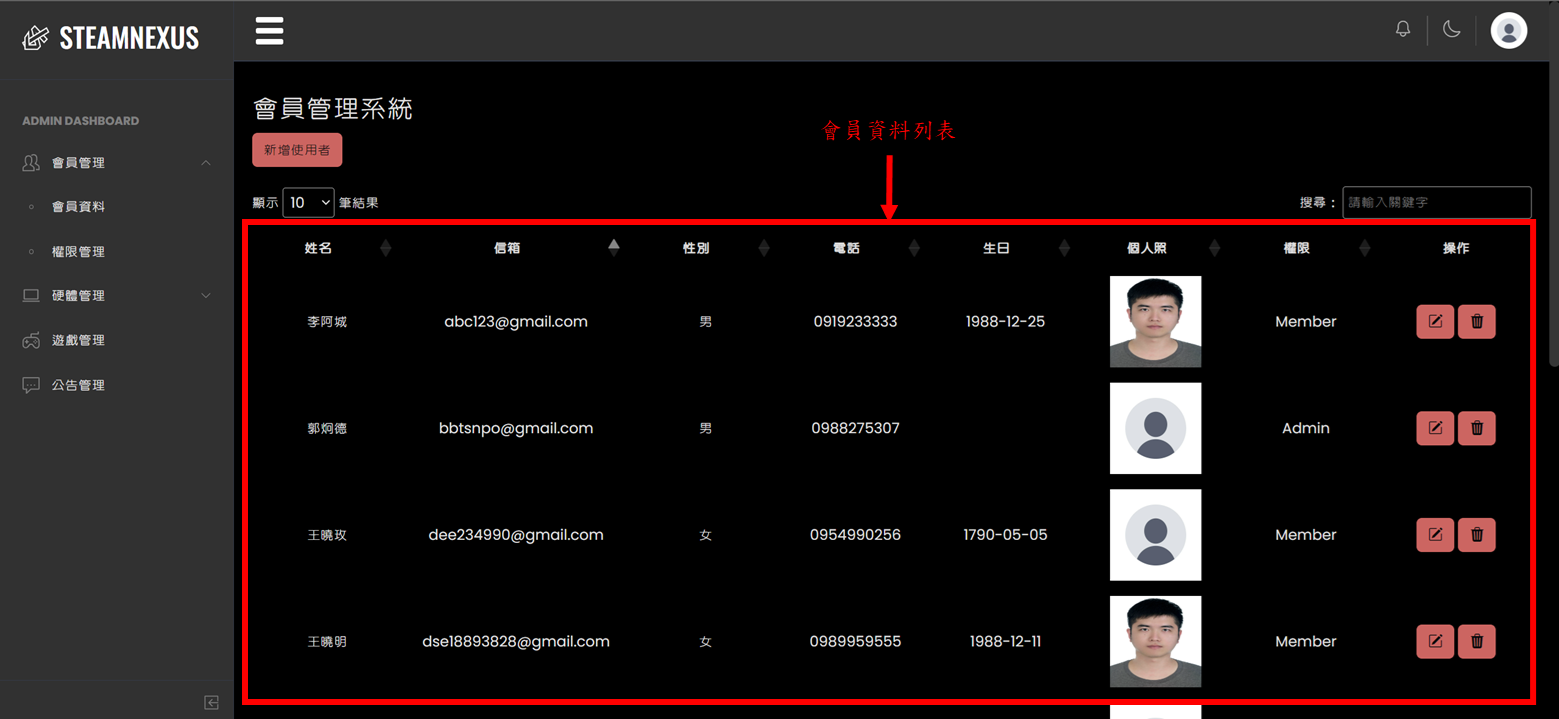 STEAMNEXUS
ADMIN DASHBOARD
會員管理
會員資料
權限管理
硬體管理
遊戲管理
公告管理
會員管理系統
新增使用者
會員資料列表
顯示 10 筆結果
搜尋： 請輸入關鍵字
姓名 信箱 性別 電話 生日 個人照 權限 操作
李阿城 abc123@gmail.com 男 0919233333 1988-12-25 Member
郭炯德 bbtsnpo@gmail.com 男 0988275307 Admin
王曉玫 dee234990@gmail.com 女 0954990256 1790-05-05 Member
王曉明 dse18893828@gmail.com 女 0989959555 1988-12-11 Member